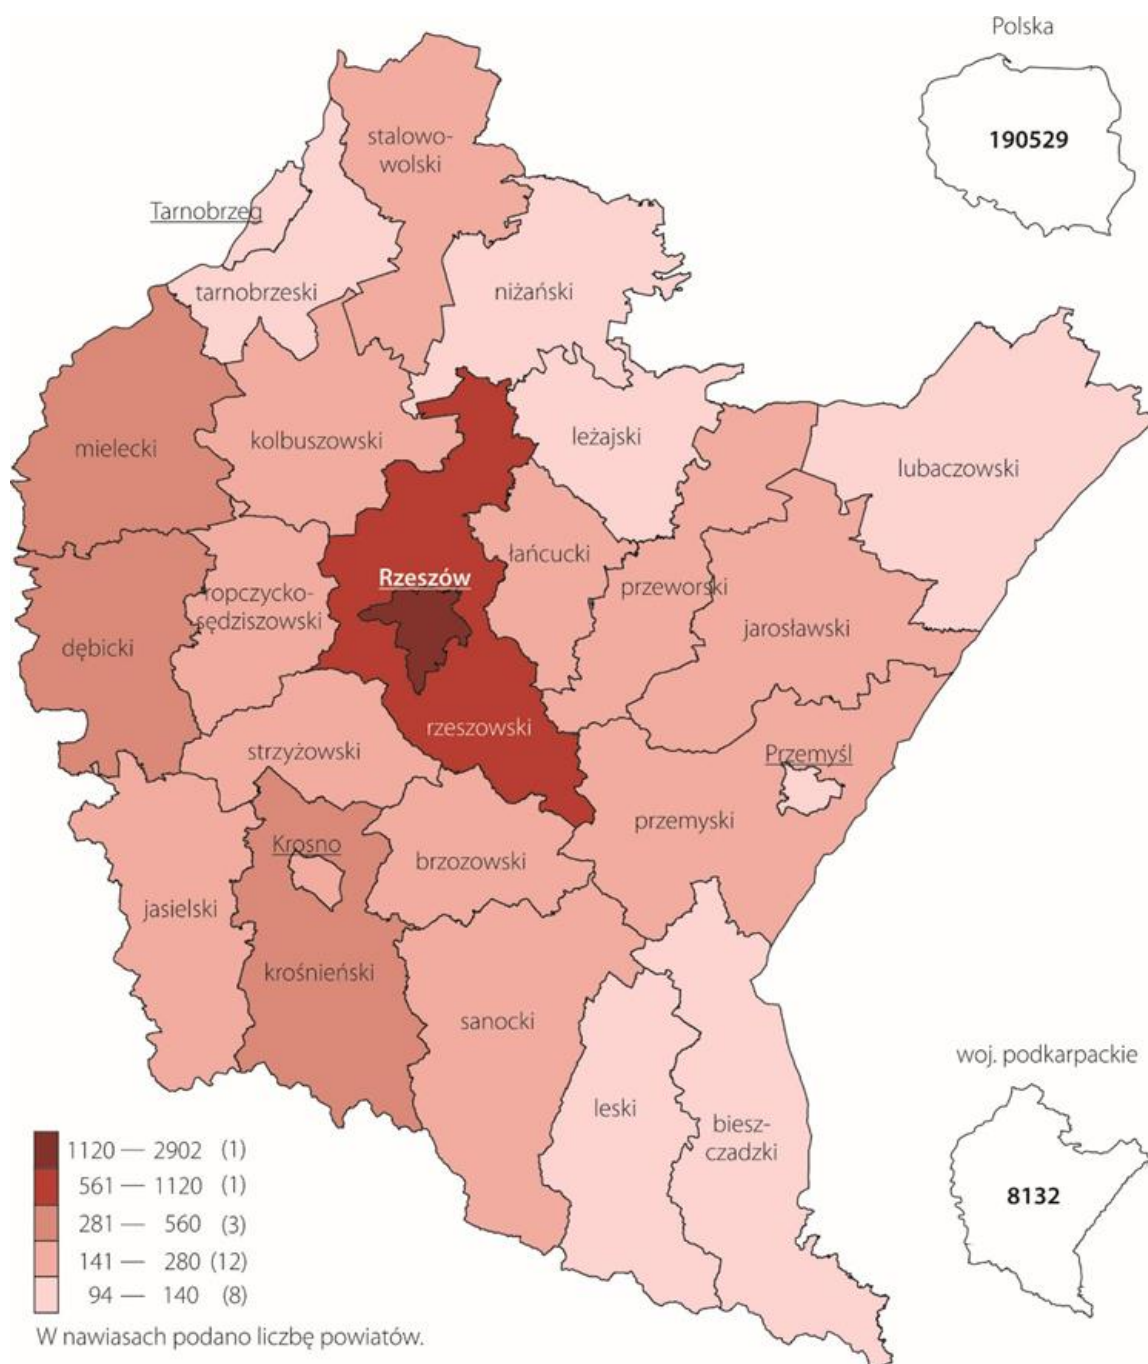 Polska
190529
stalowo-
wolski
Tarnobrzeg
tarnobrzeski
niżański
mielecki
kolbuszowski
leżajski
lubaczowski
łańcucki
Rzeszów
przeworski
ropczycko-
sędziszowski
dębicki
jarosławski
rzeszowski
strzyżowski
Przemyśl
przemyski
Krosno
brzozowski
jasielski
krośnieński
sanocki
leski
biesz-
czadzki
woj. podkarpackie
8132
1120 — 2902 (1)
561 — 1120 (1)
281 — 560 (3)
141 — 280 (12)
94 — 140 (8)
W nawiasach podano liczbę powiatów.